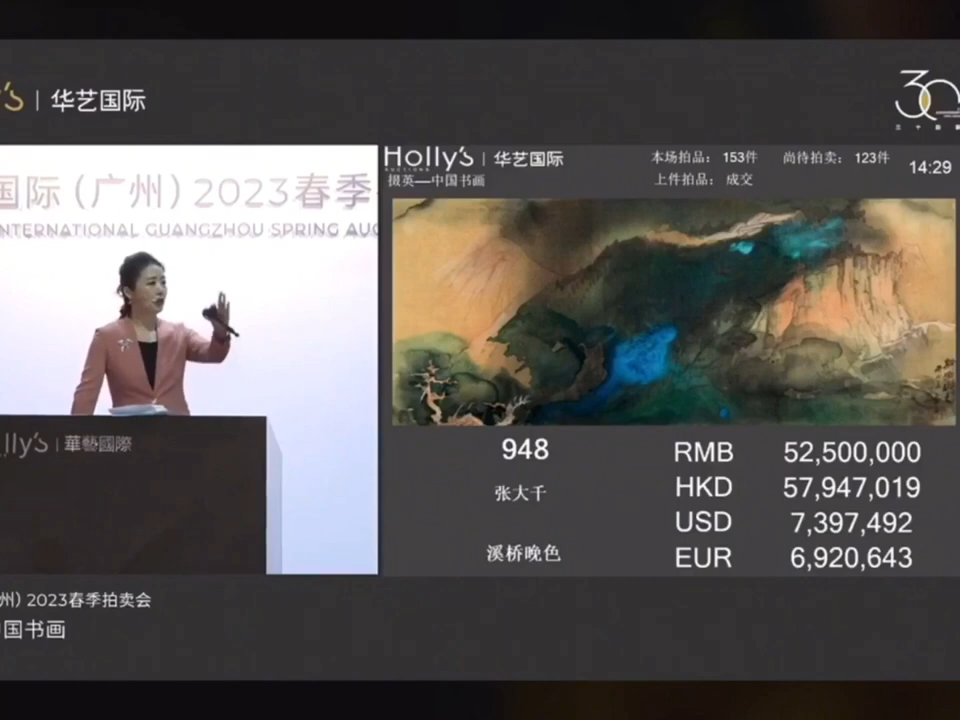 's | 华艺国际
30
国际（广州）2023春季
INTERNATIONAL GUANGZHOU SPRING AUC
lly's | 華藝國際
Holly's | 华艺国际
AUCTIONS
撷英—中国书画
本场拍品： 153件 尚待拍卖： 123件
上件拍品： 成交
14:29
948
张大千
溪桥晚色
RMB 52,500,000
HKD 57,947,019
USD 7,397,492
EUR 6,920,643
州）2023春季拍卖会
国书画